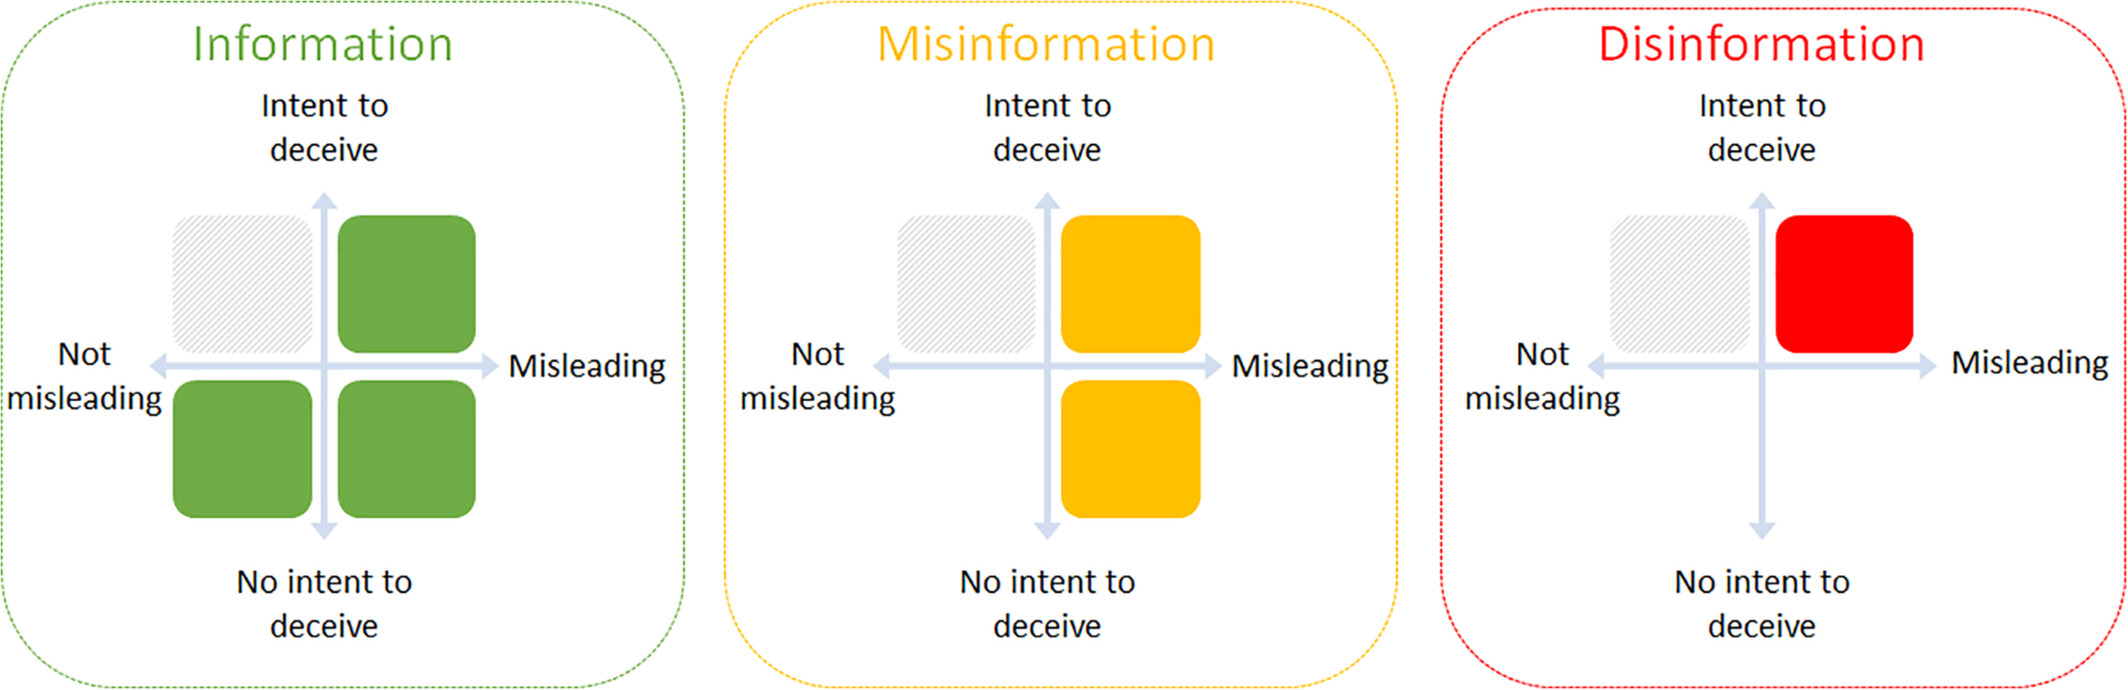 Information
Intent to
deceive
Not
misleading
Misleading
No intent to
deceive
Misinformation
Intent to
deceive
Not
misleading
Misleading
No intent to
deceive
Disinformation
Intent to
deceive
Not
misleading
Misleading
No intent to
deceive